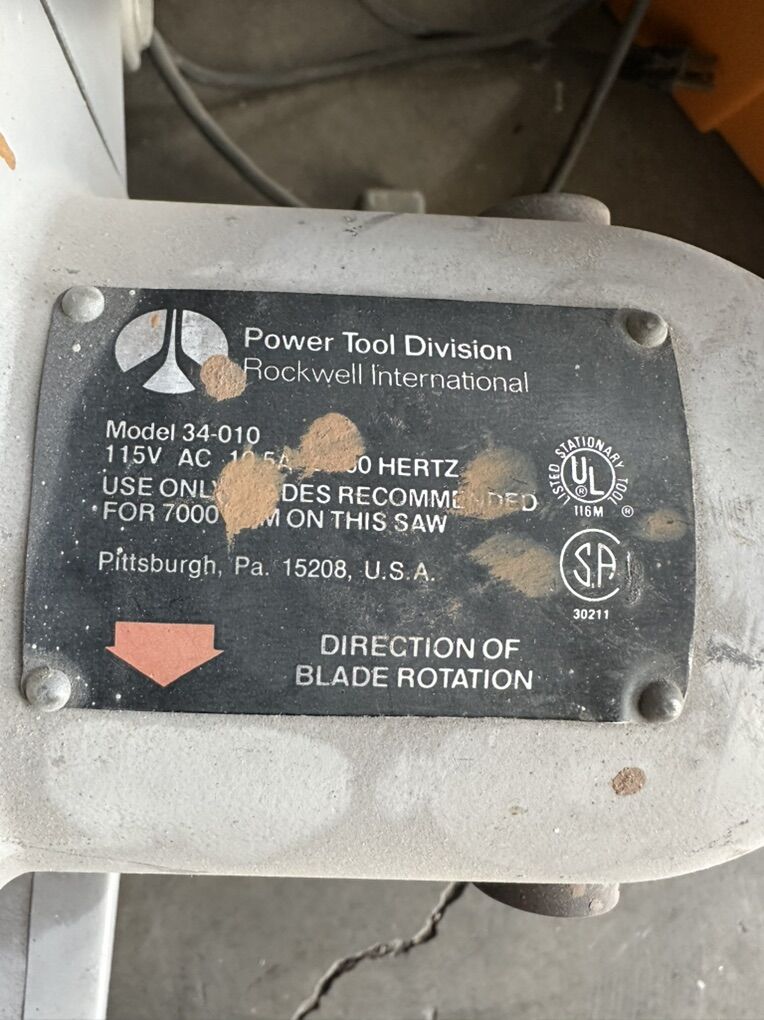 Power Tool Division
Rockwell International
Model 34-010
115V AC HERTZ
USE ONLY RECOMMENDED
FOR 7000 ON THIS SAW
Pittsburgh, Pa. 15208, U.S.A.
LISTED STATIONARY TOOL
UL
®
116M ®
SA
30211
DIRECTION OF
BLADE ROTATION